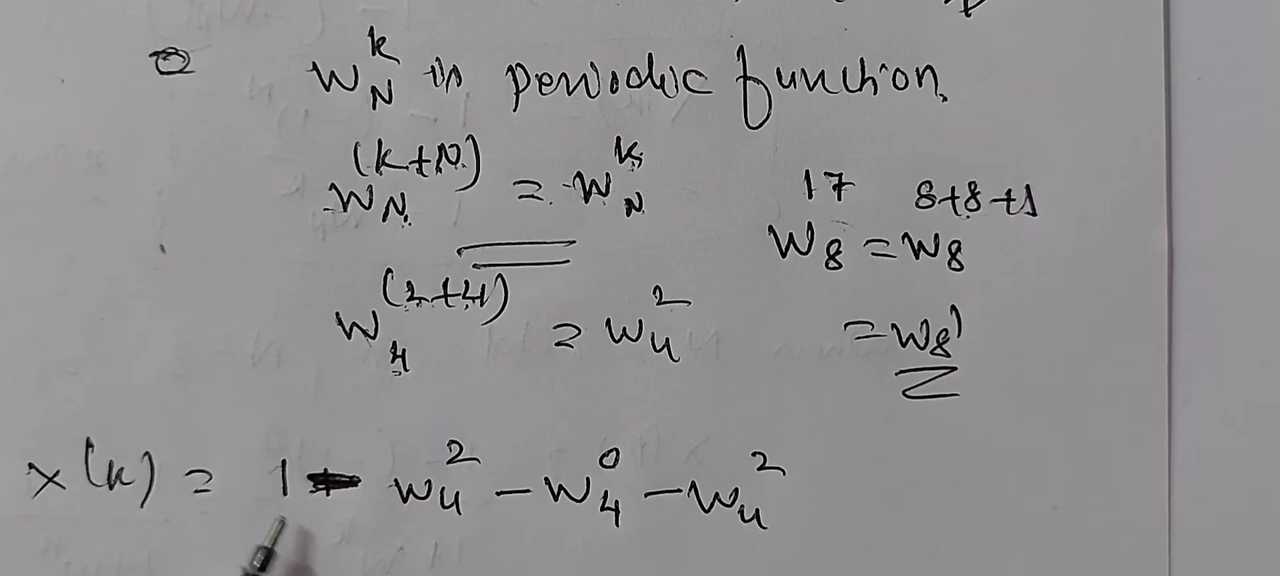 W_N^k is periodic function.
W_N^(k+N) = W_N^k
W_8^17 = W_8^8+8+1
W_4^(2+4) = W_4^2
= W_8^1
X(k) = 1 - W_4^2 - W_4^0 - W_4^2